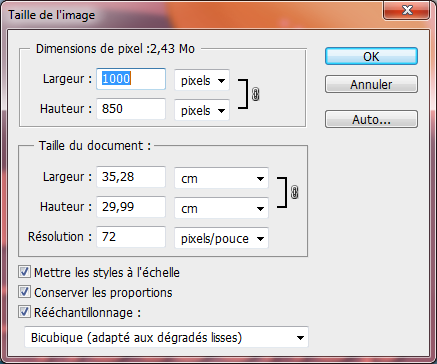 Taille de l'image
Dimensions de pixel :2,43 Mo
Largeur : 1000 pixels
Hauteur : 850 pixels
OK
Annuler
Auto...
Taille du document :
Largeur : 35,28 cm
Hauteur : 29,99 cm
Résolution : 72 pixels/pouce
Mettre les styles à l'échelle
Conserver les proportions
Rééchantillonnage :
Bicubique (adapté aux dégradés lisses)